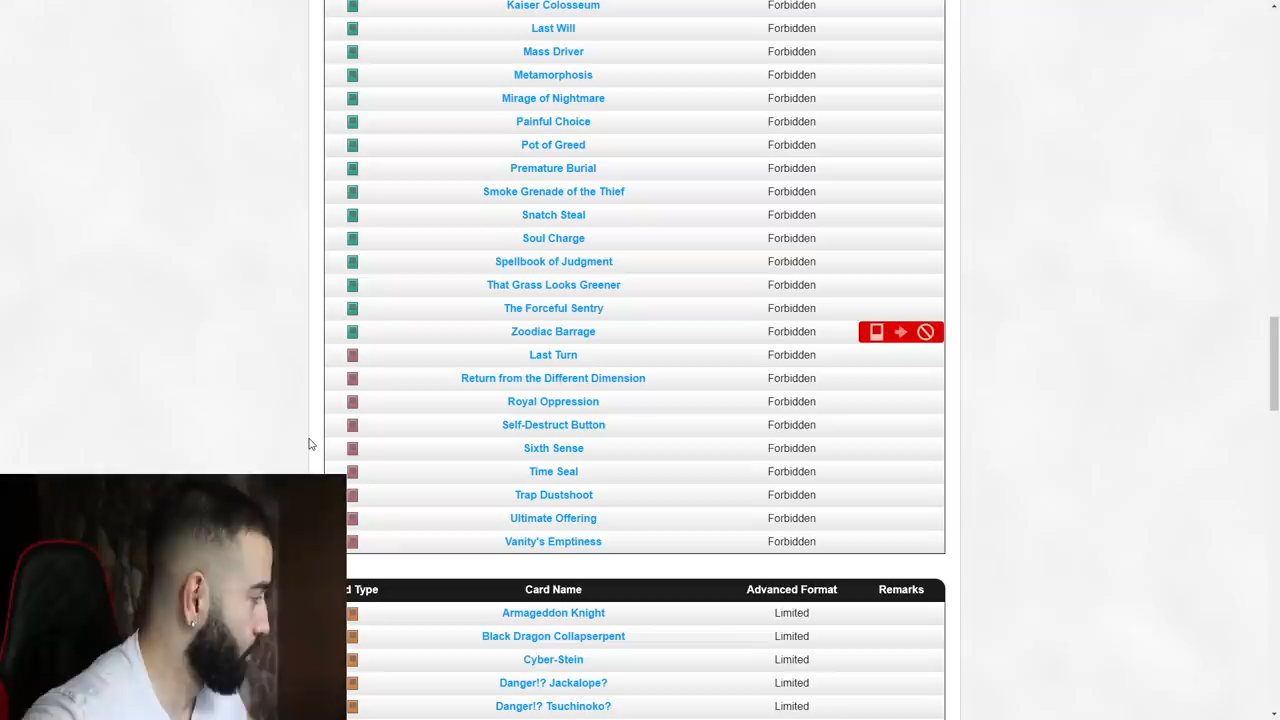 Kaiser Colosseum Forbidden
Last Will Forbidden
Mass Driver Forbidden
Metamorphosis Forbidden
Mirage of Nightmare Forbidden
Painful Choice Forbidden
Pot of Greed Forbidden
Premature Burial Forbidden
Smoke Grenade of the Thief Forbidden
Snatch Steal Forbidden
Soul Charge Forbidden
Spellbook of Judgment Forbidden
That Grass Looks Greener Forbidden
The Forceful Sentry Forbidden
Zoodiac Barrage Forbidden
Last Turn Forbidden
Return from the Different Dimension Forbidden
Royal Oppression Forbidden
Self-Destruct Button Forbidden
Sixth Sense Forbidden
Time Seal Forbidden
Trap Dustshoot Forbidden
Ultimate Offering Forbidden
Vanity's Emptiness Forbidden
d Type Card Name Advanced Format Remarks
Armageddon Knight Limited
Black Dragon Collapserpent Limited
Cyber-Stein Limited
Danger!? Jackalope? Limited
Danger!? Tsuchinoko? Limited